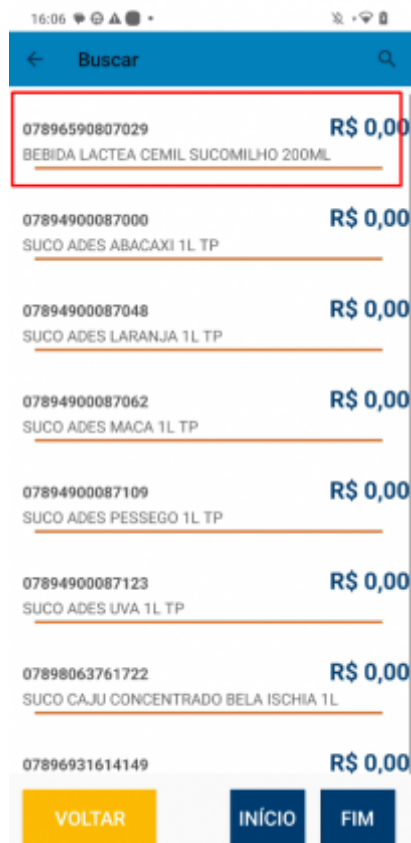 16:06
Buscar
07896590807029 R$ 0,00
BEBIDA LACTEA CEMIL SUCOMILHO 200ML
07894900087000 R$ 0,00
SUCO ADES ABACAXI 1L TP
07894900087048 R$ 0,00
SUCO ADES LARANJA 1L TP
07894900087062 R$ 0,00
SUCO ADES MACA 1L TP
07894900087109 R$ 0,00
SUCO ADES PESSEGO 1L TP
07894900087123 R$ 0,00
SUCO ADES UVA 1L TP
07898063761722 R$ 0,00
SUCO CAJU CONCENTRADO BELA ISCHIA 1L
07896931614149 R$ 0,00
VOLTAR INÍCIO FIM